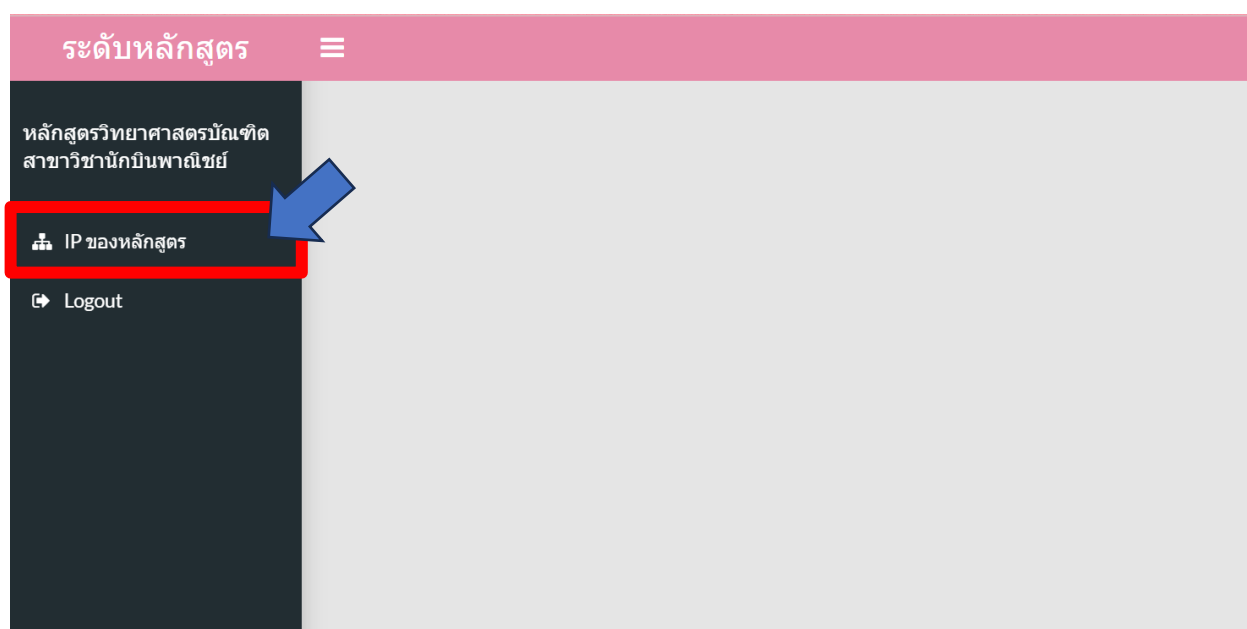 ระดับหลักสูตร
หลักสูตรวิทยาศาสตรบัณฑิต
สาขาวิชานักบินพาณิชย์
IP ของหลักสูตร
Logout